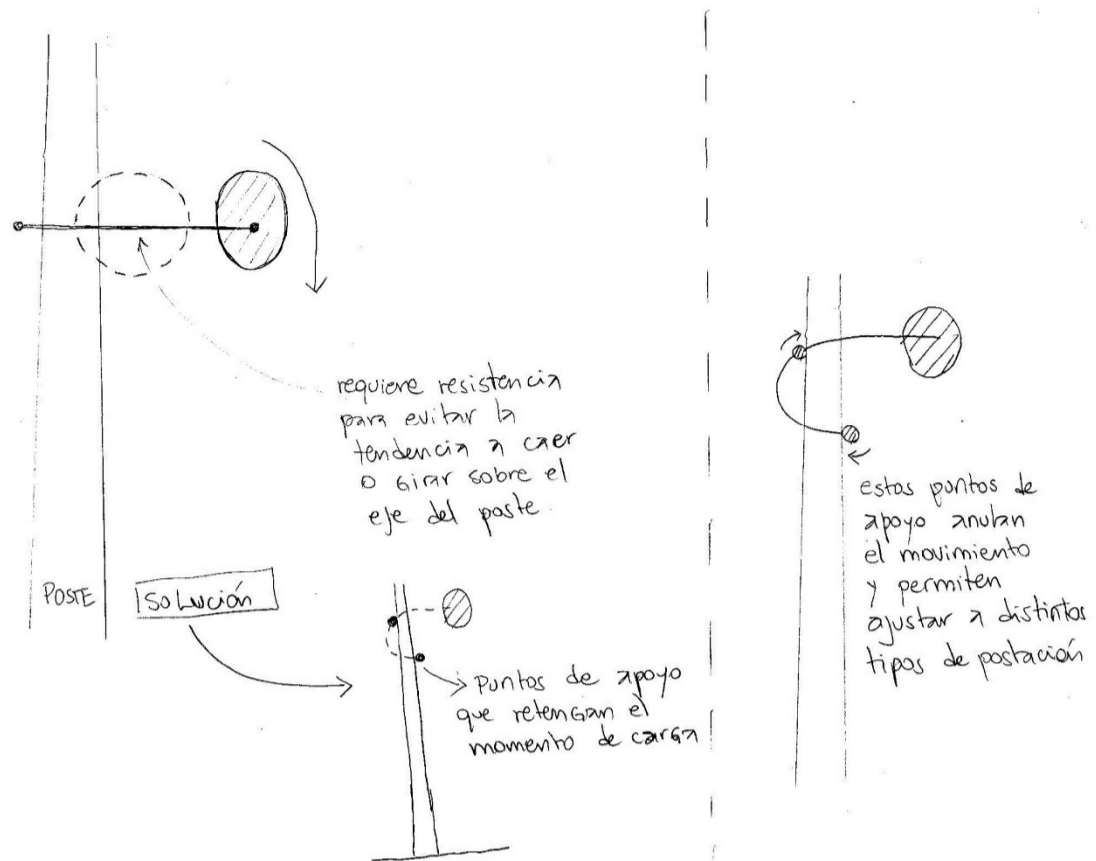 requiere resistencia
para evitar la
tendencia a caer
o girar sobre el
eje del poste.
POSTE
SOLUCIÓN
PUNTOS de apoyo
que retengan el
momento de carga
estos puntos de
apoyo anulan
el movimiento
y permiten
ajustar a distintos
tipos de postación